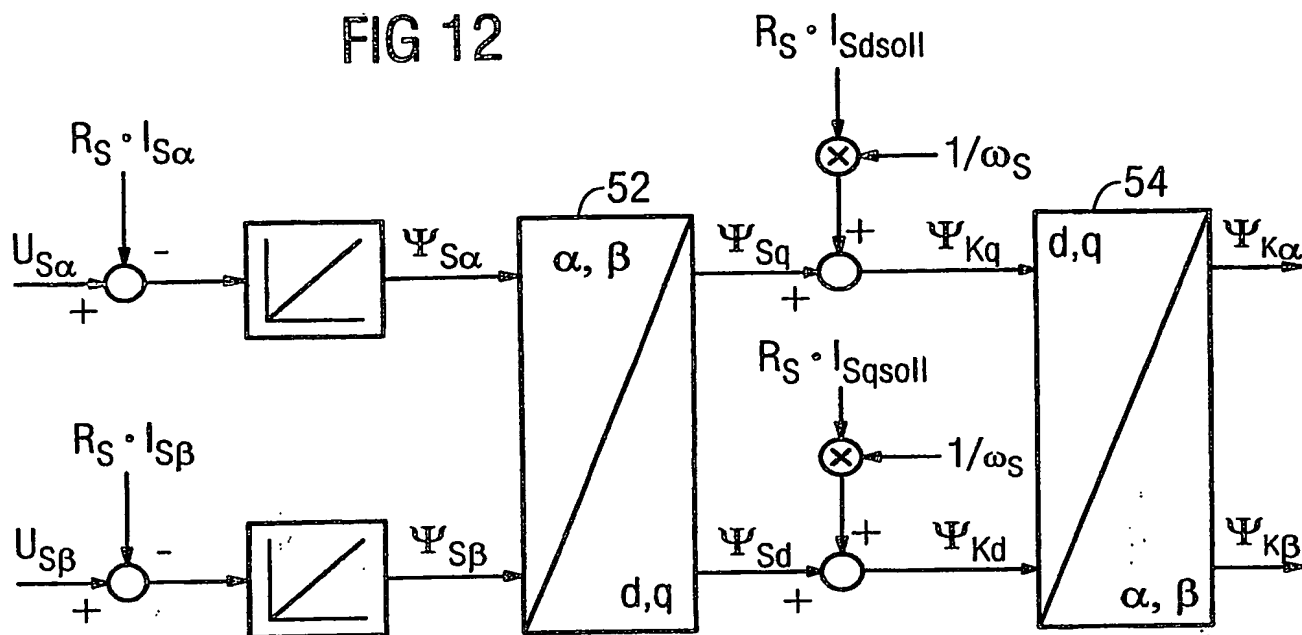 FIG 12
R_S ∘ I_Sdsoll
R_S ∘ I_Sα
1/ω_S
52
54
U_Sα
-
+
Ψ_Sα
α, β
Ψ_Sq
+
+
Ψ_Kq
d,q
Ψ_Kα
R_S ∘ I_Sqsoll
R_S ∘ I_Sβ
1/ω_S
U_Sβ
-
+
Ψ_Sβ
d,q
Ψ_Sd
+
+
Ψ_Kd
α, β
Ψ_Kβ